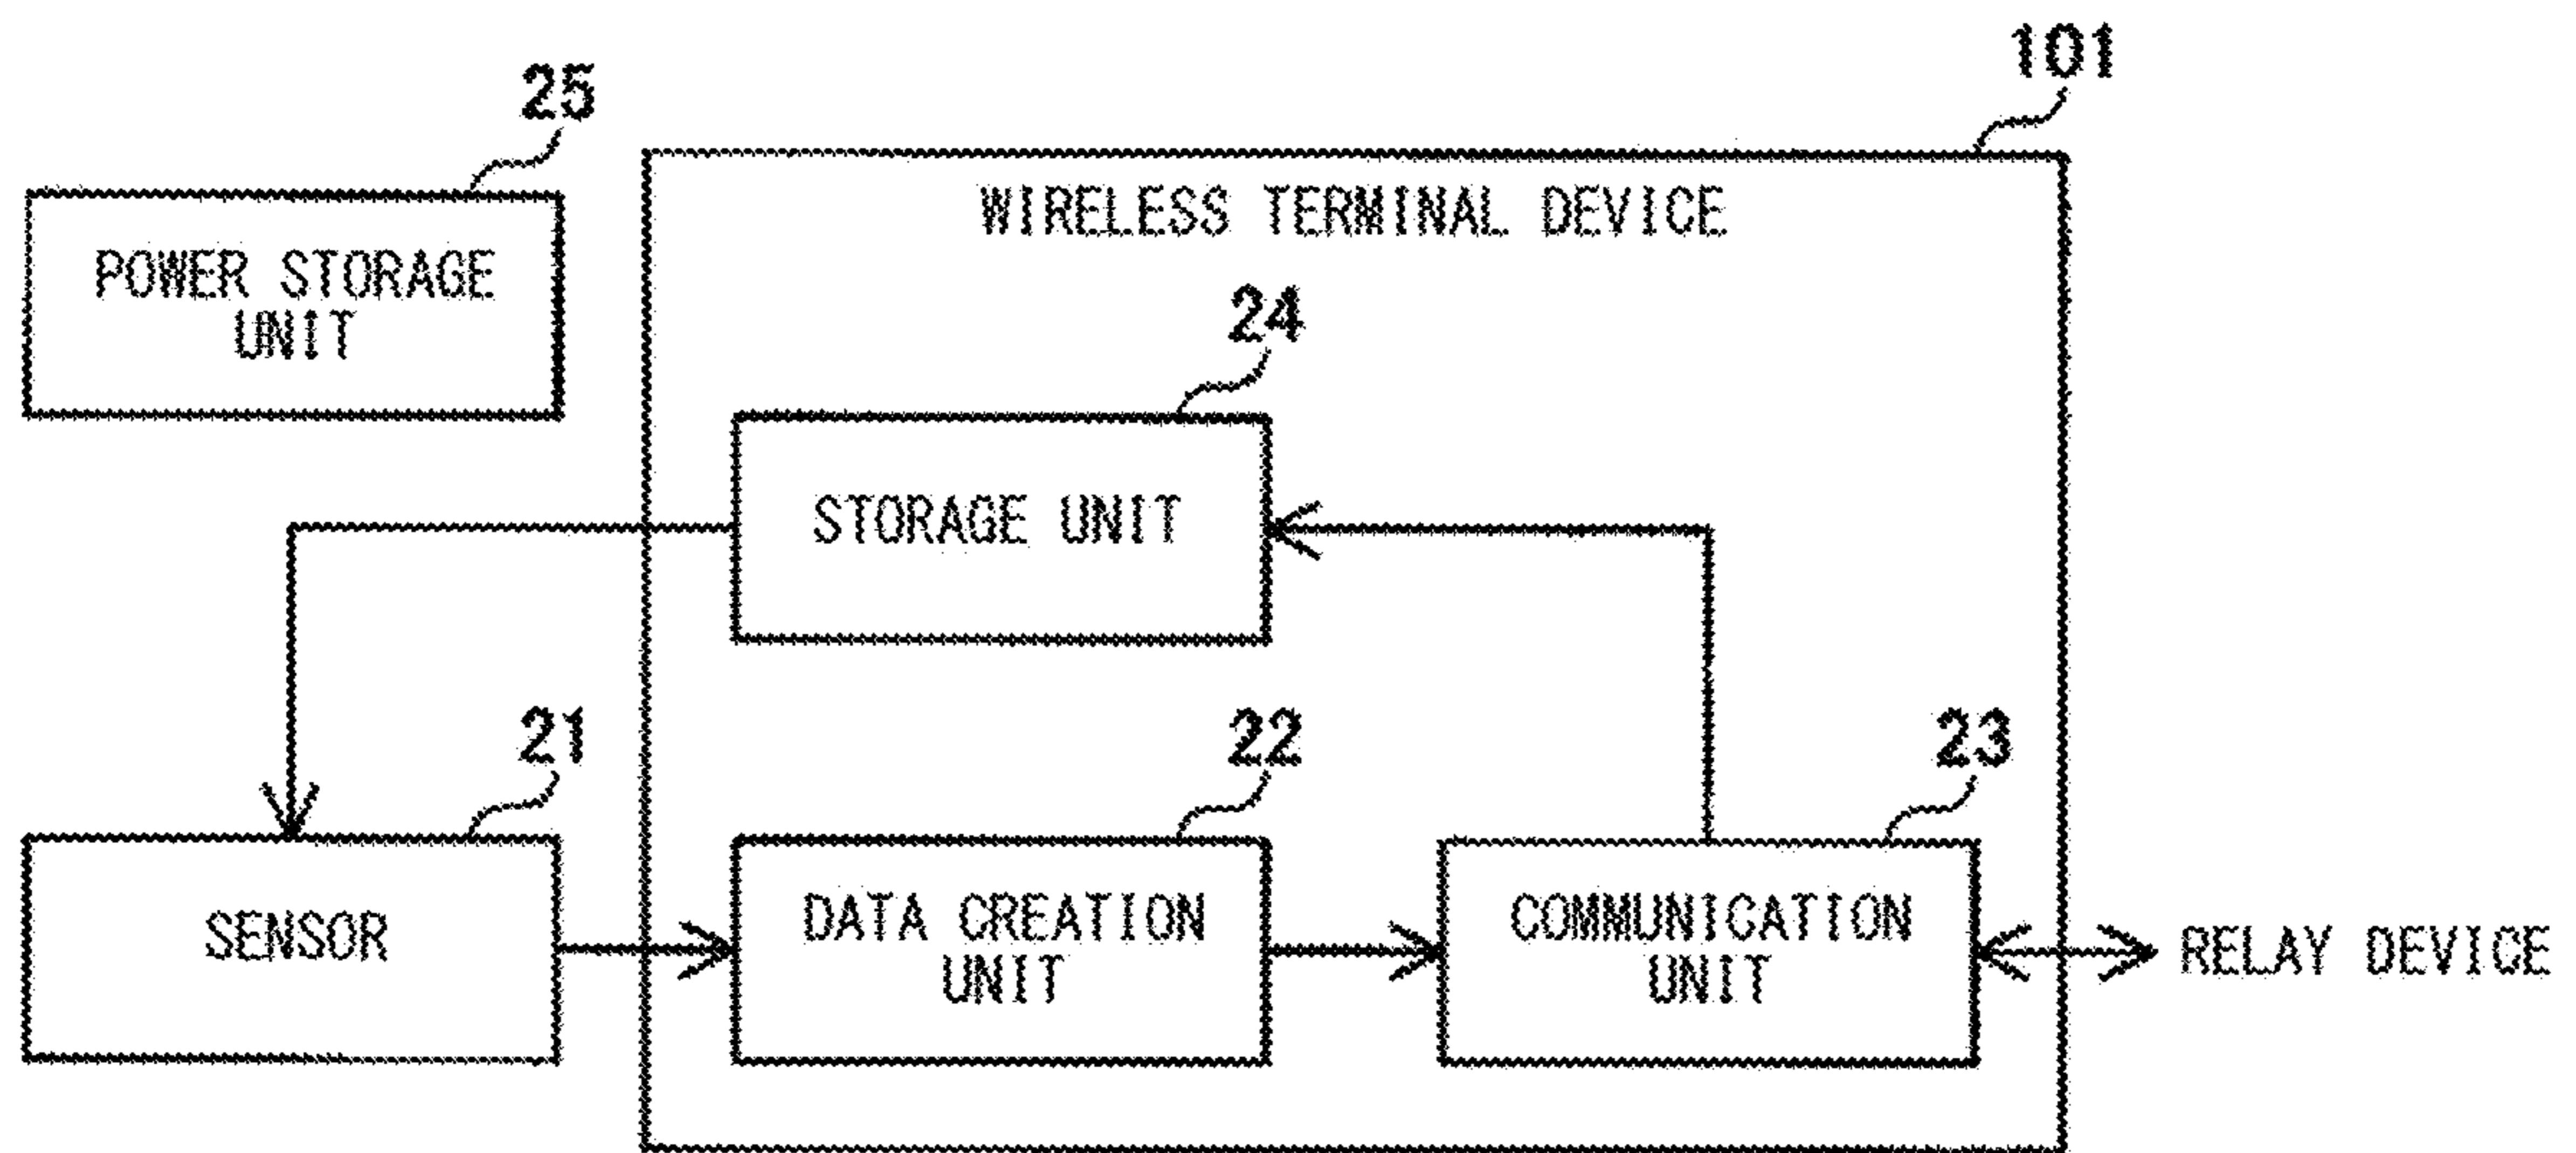 101
25
WIRELESS TERMINAL DEVICE
POWER STORAGE
UNIT
24
STORAGE UNIT
21
22
23
SENSOR
DATA CREATION
UNIT
COMMUNICATION
UNIT
RELAY DEVICE